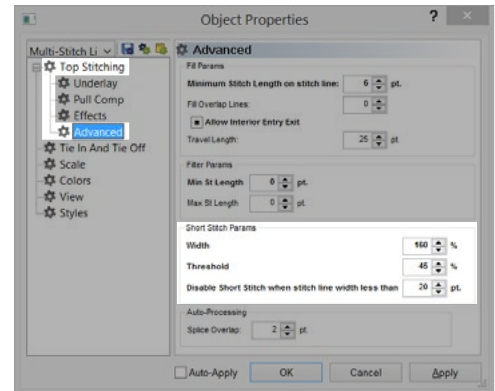 Object Properties
?
Multi-Stitch Li
Top Stitching
Underlay
Pull Comp
Effects
Advanced
Tie In And Tie Off
Scale
Colors
View
Styles
Advanced
Fill Params
Minimum Stitch Length on stitch line: 6 pt.
Fill Overlap Lines: 0
Allow Interior Entry Exit
Travel Length: 25 pt
Filter Params
Min St Length 0 pt.
Max St Length 0 pt.
Short Stitch Params
Width 160 %
Threshold 45 %
Disable Short Stitch when stitch line width less than 20 pt.
Auto-Processing
Splice Overlap: 2 pt.
Auto-Apply
OK
Cancel
Apply